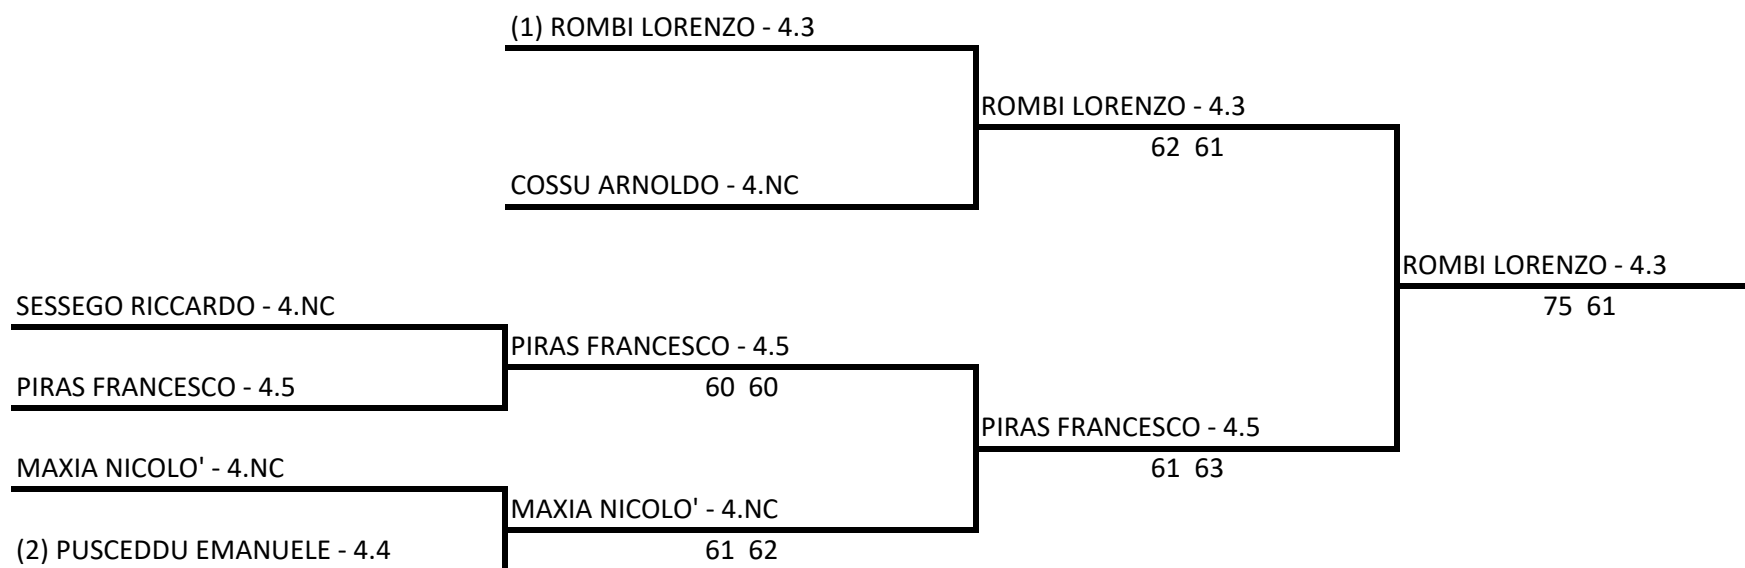 (1) ROMBI LORENZO - 4.3
ROMBI LORENZO - 4.3
62 61
COSSU ARNOLDO - 4.NC
ROMBI LORENZO - 4.3
75 61
SESSEGO RICCARDO - 4.NC
PIRAS FRANCESCO - 4.5
60 60
PIRAS FRANCESCO - 4.5
PIRAS FRANCESCO - 4.5
61 63
MAXIA NICOLO' - 4.NC
MAXIA NICOLO' - 4.NC
61 62
(2) PUSCEDDU EMANUELE - 4.4